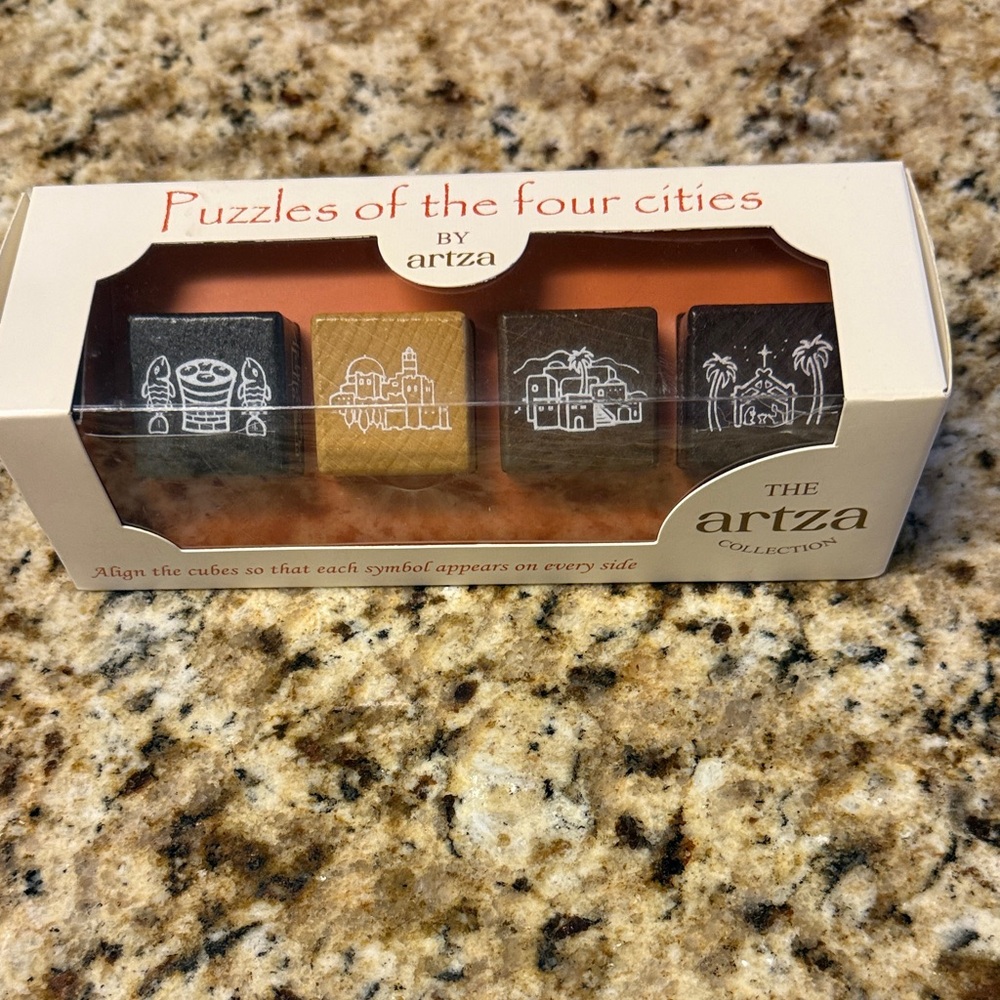 Puzzles of the four cities
BY
artza
THE
artza
COLLECTION
Align the cubes so that each symbol appears on every side